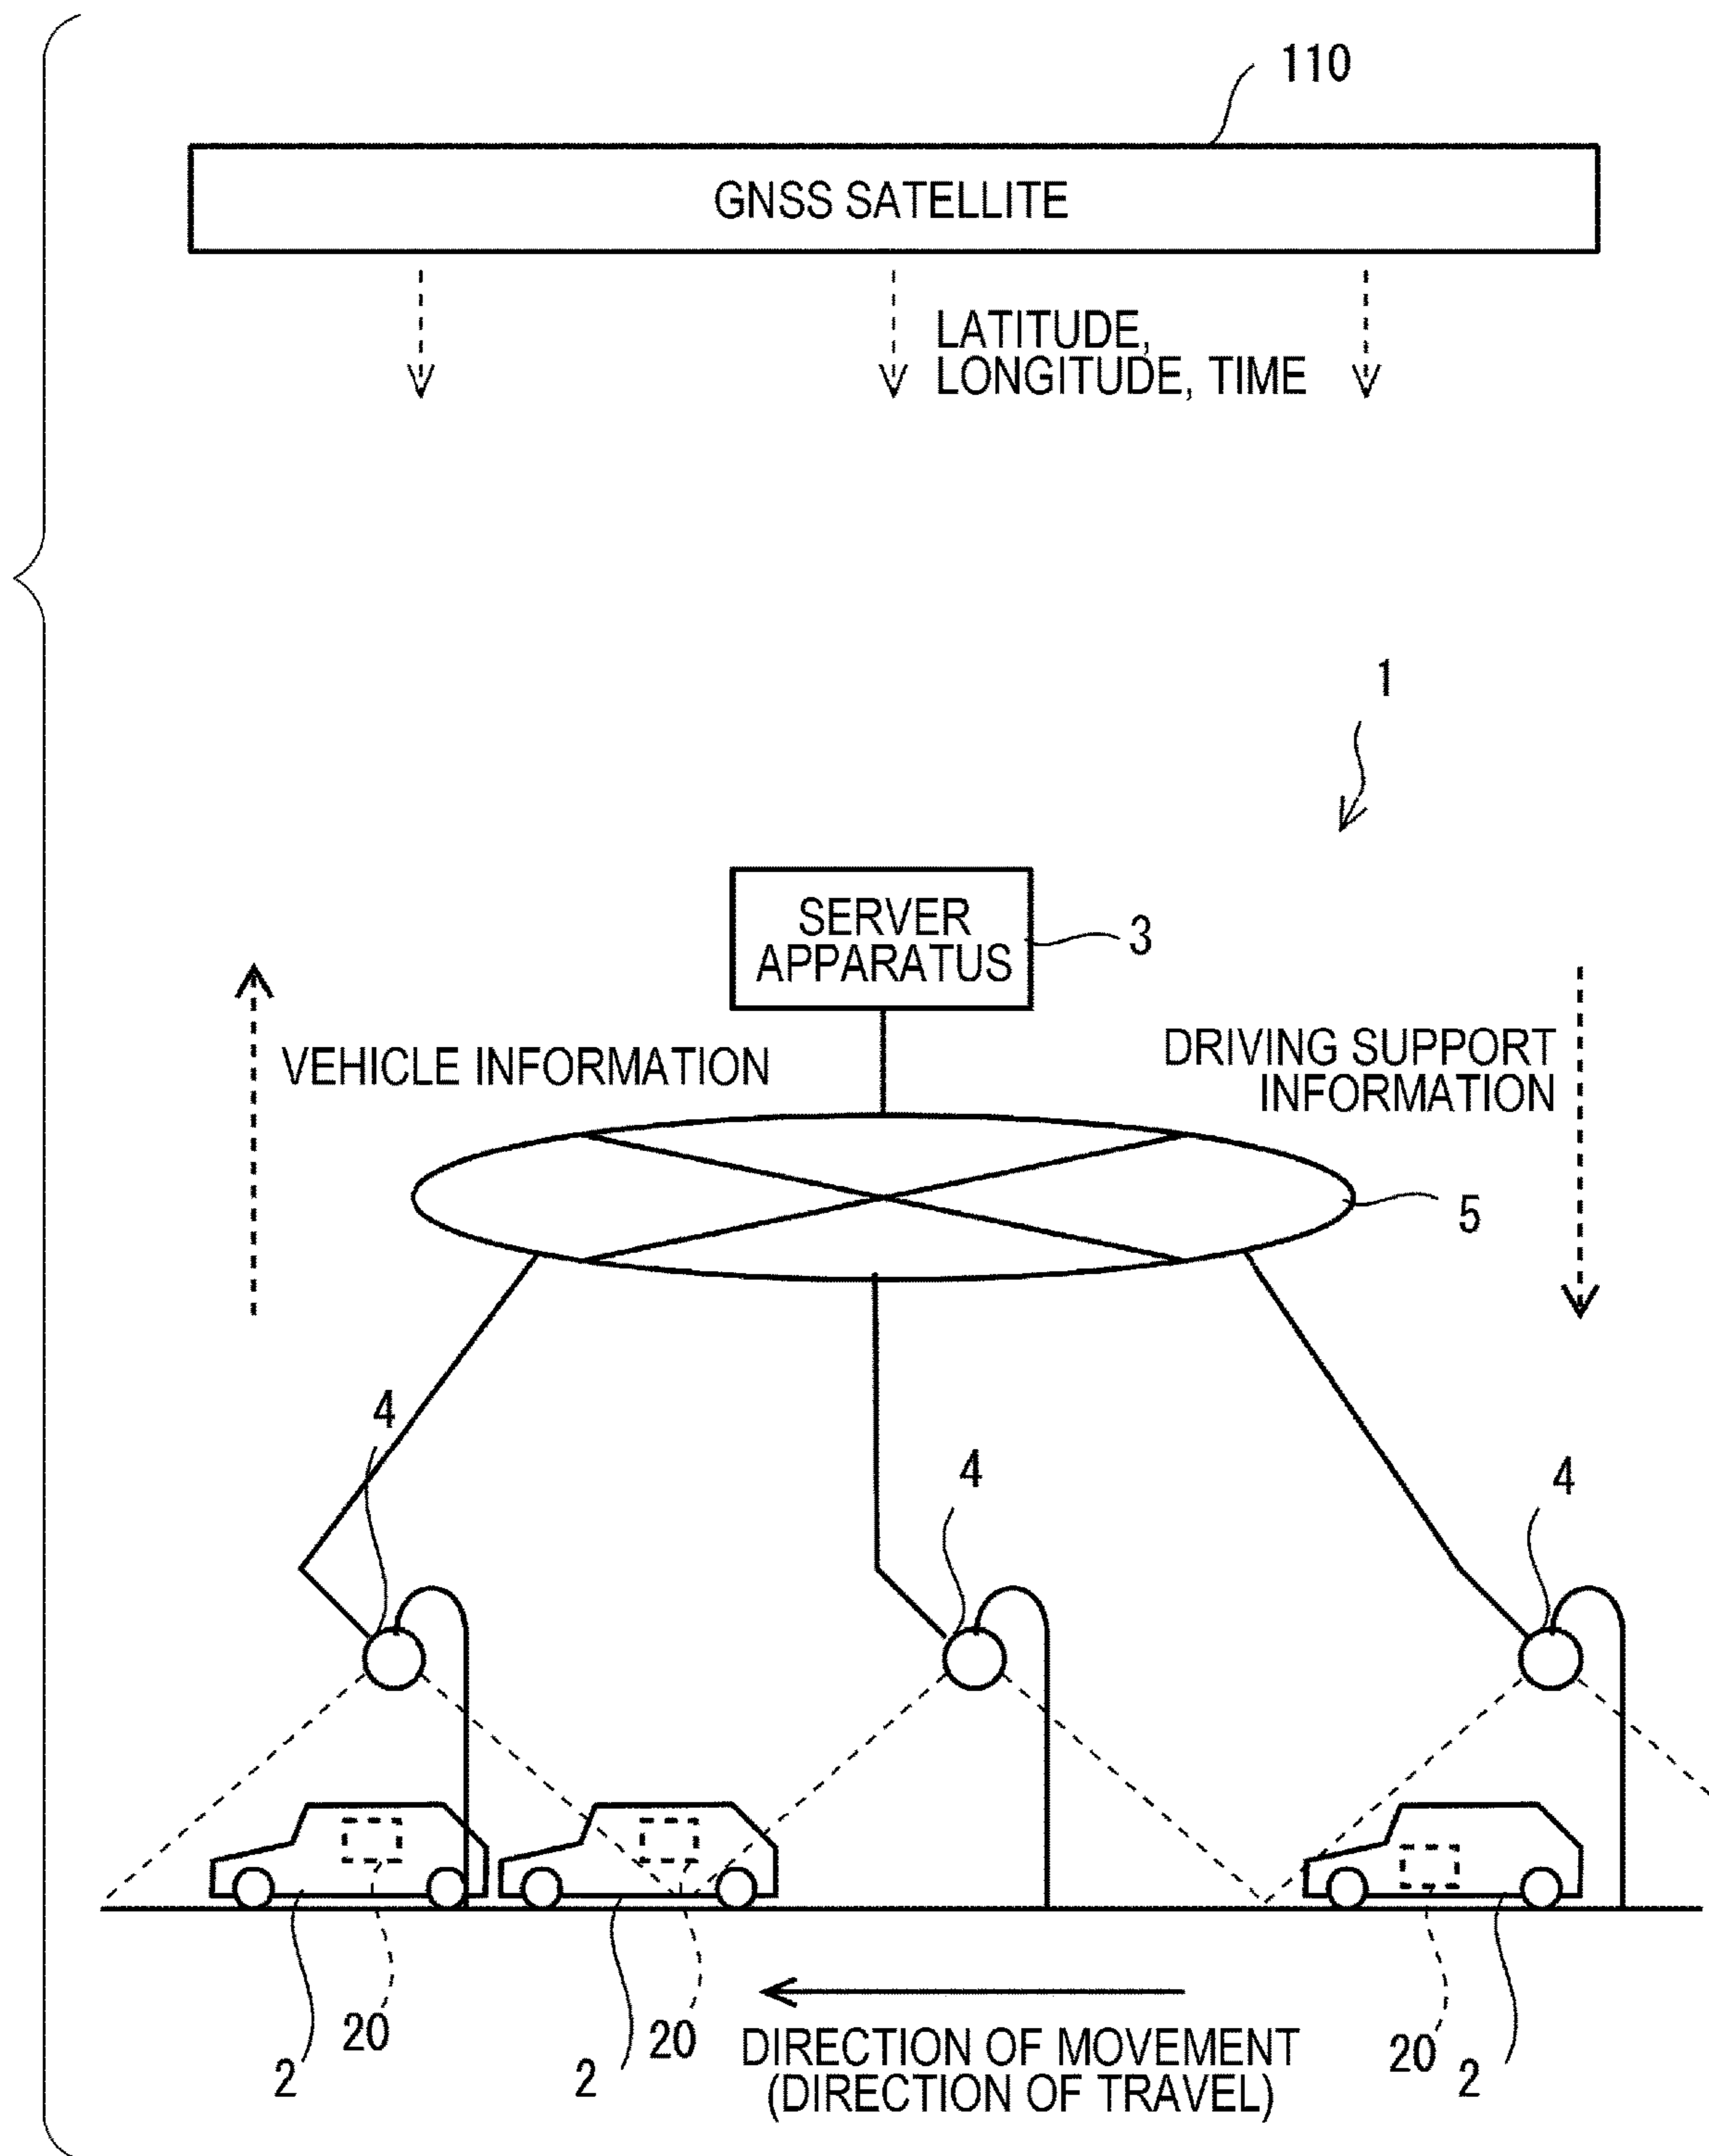 110
GNSS SATELLITE
LATITUDE,
LONGITUDE, TIME
1
SERVER
APPARATUS
3
VEHICLE INFORMATION
DRIVING SUPPORT
INFORMATION
5
4
4
4
20
20
20
2
2
2
DIRECTION OF MOVEMENT
(DIRECTION OF TRAVEL)